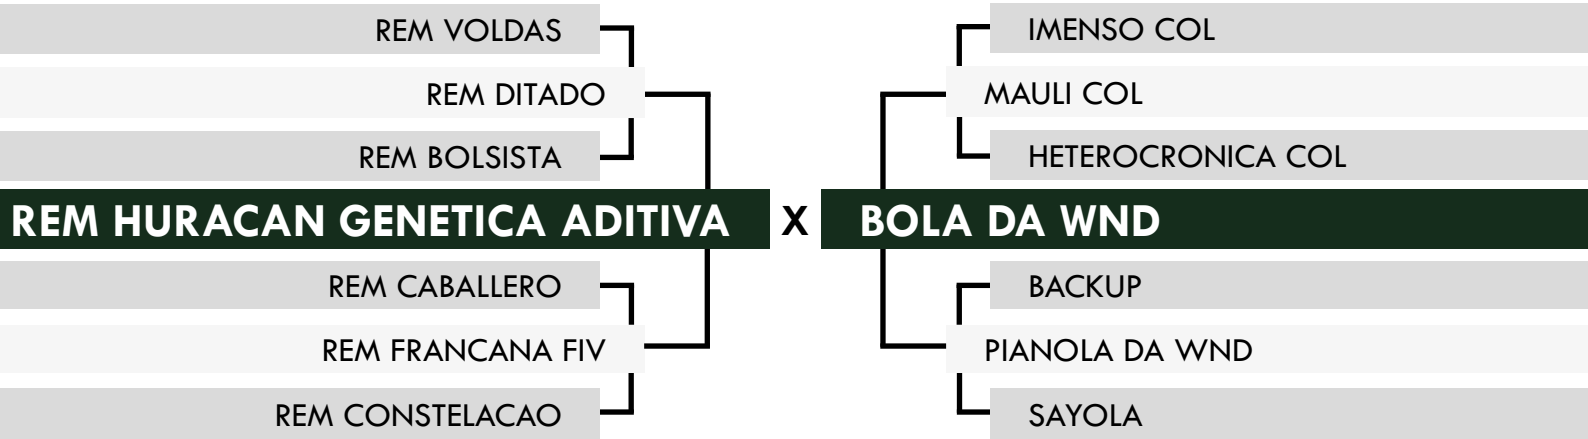 REM VOLDAS
REM DITADO
REM BOLSISTA
REM HURACAN GENETICA ADITIVA
REM CABALLERO
REM FRANCANA FIV
REM CONSTELACAO
X
IMENSO COL
MAULI COL
HETEROCRONICA COL
BOLA DA WND
BACKUP
PIANOLA DA WND
SAYOLA